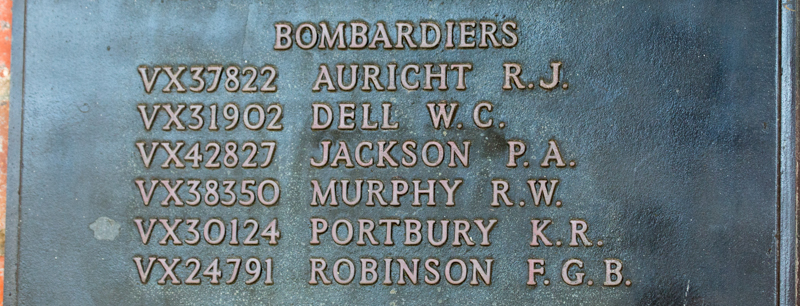 BOMBARDIERS
VX37822 AURICHT R.J.
VX31902 DELL W.C.
VX42827 JACKSON P.A.
VX38350 MURPHY R.W.
VX30124 PORTBURY K.R.
VX24791 ROBINSON F.G.B.